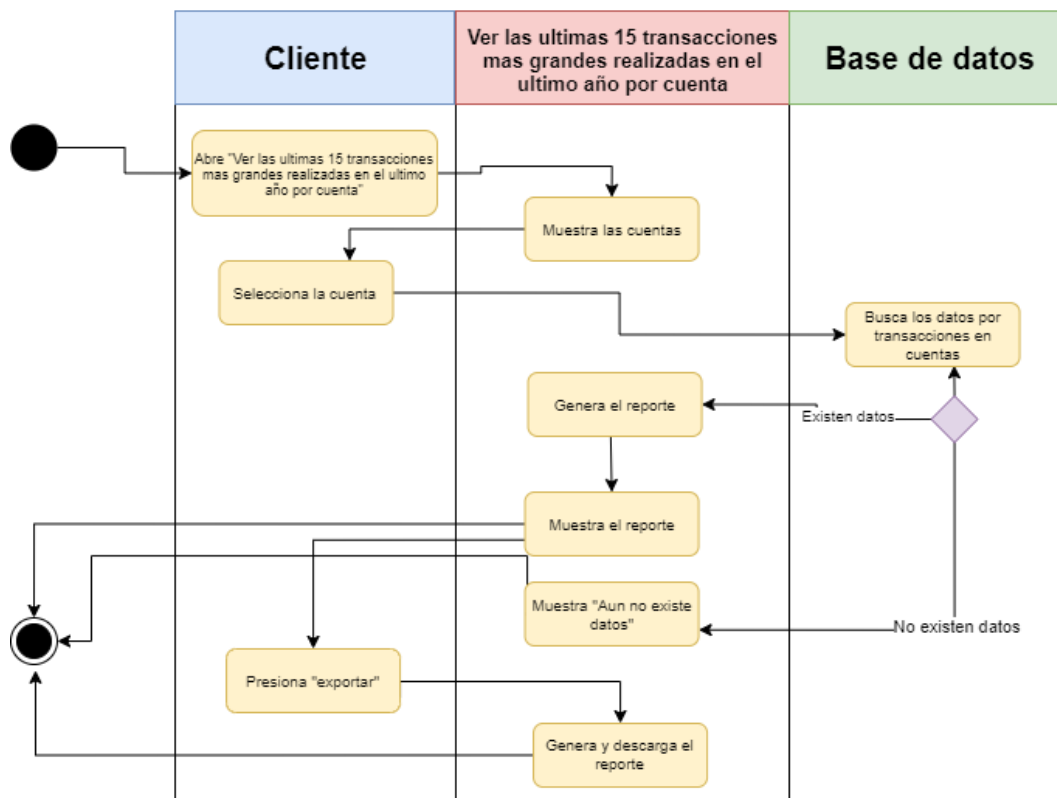 Cliente
Ver las ultimas 15 transacciones
mas grandes realizadas en el
ultimo año por cuenta
Base de datos
Abre "Ver las ultimas 15 transacciones
mas grandes realizadas en el ultimo
año por cuenta"
Muestra las cuentas
Selecciona la cuenta
Busca los datos por
transacciones en
cuentas
Genera el reporte
Existen datos
Muestra el reporte
Muestra "Aun no existe
datos"
No existen datos
Presiona "exportar"
Genera y descarga el
reporte